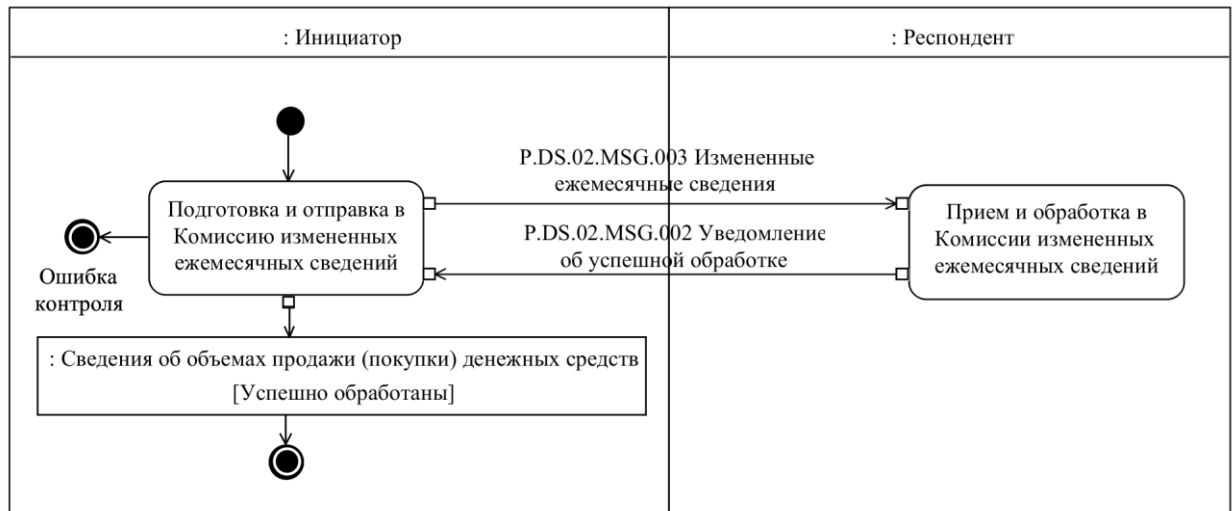 : Инициатор
: Респондент
P.DS.02.MSG.003 Измененные
ежемесячные сведения
Подготовка и отправка в
Комиссию измененных
ежемесячных сведений
Прием и обработка в
Комиссии измененных
ежемесячных сведений
P.DS.02.MSG.002 Уведомление
об успешной обработке
Ошибка
контроля
: Сведения об объемах продажи (покупки) денежных средств
[Успешно обработаны]